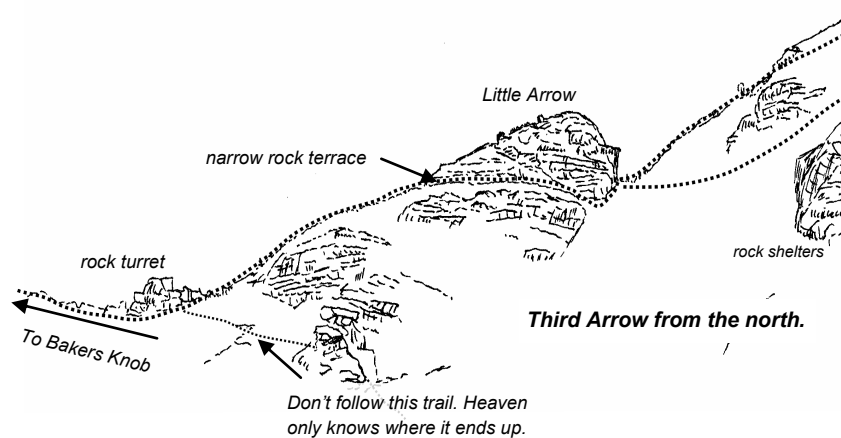 Little Arrow
narrow rock terrace
rock turret
rock shelters
Third Arrow from the north.
To Bakers Knob
Don’t follow this trail. Heaven
only knows where it ends up.